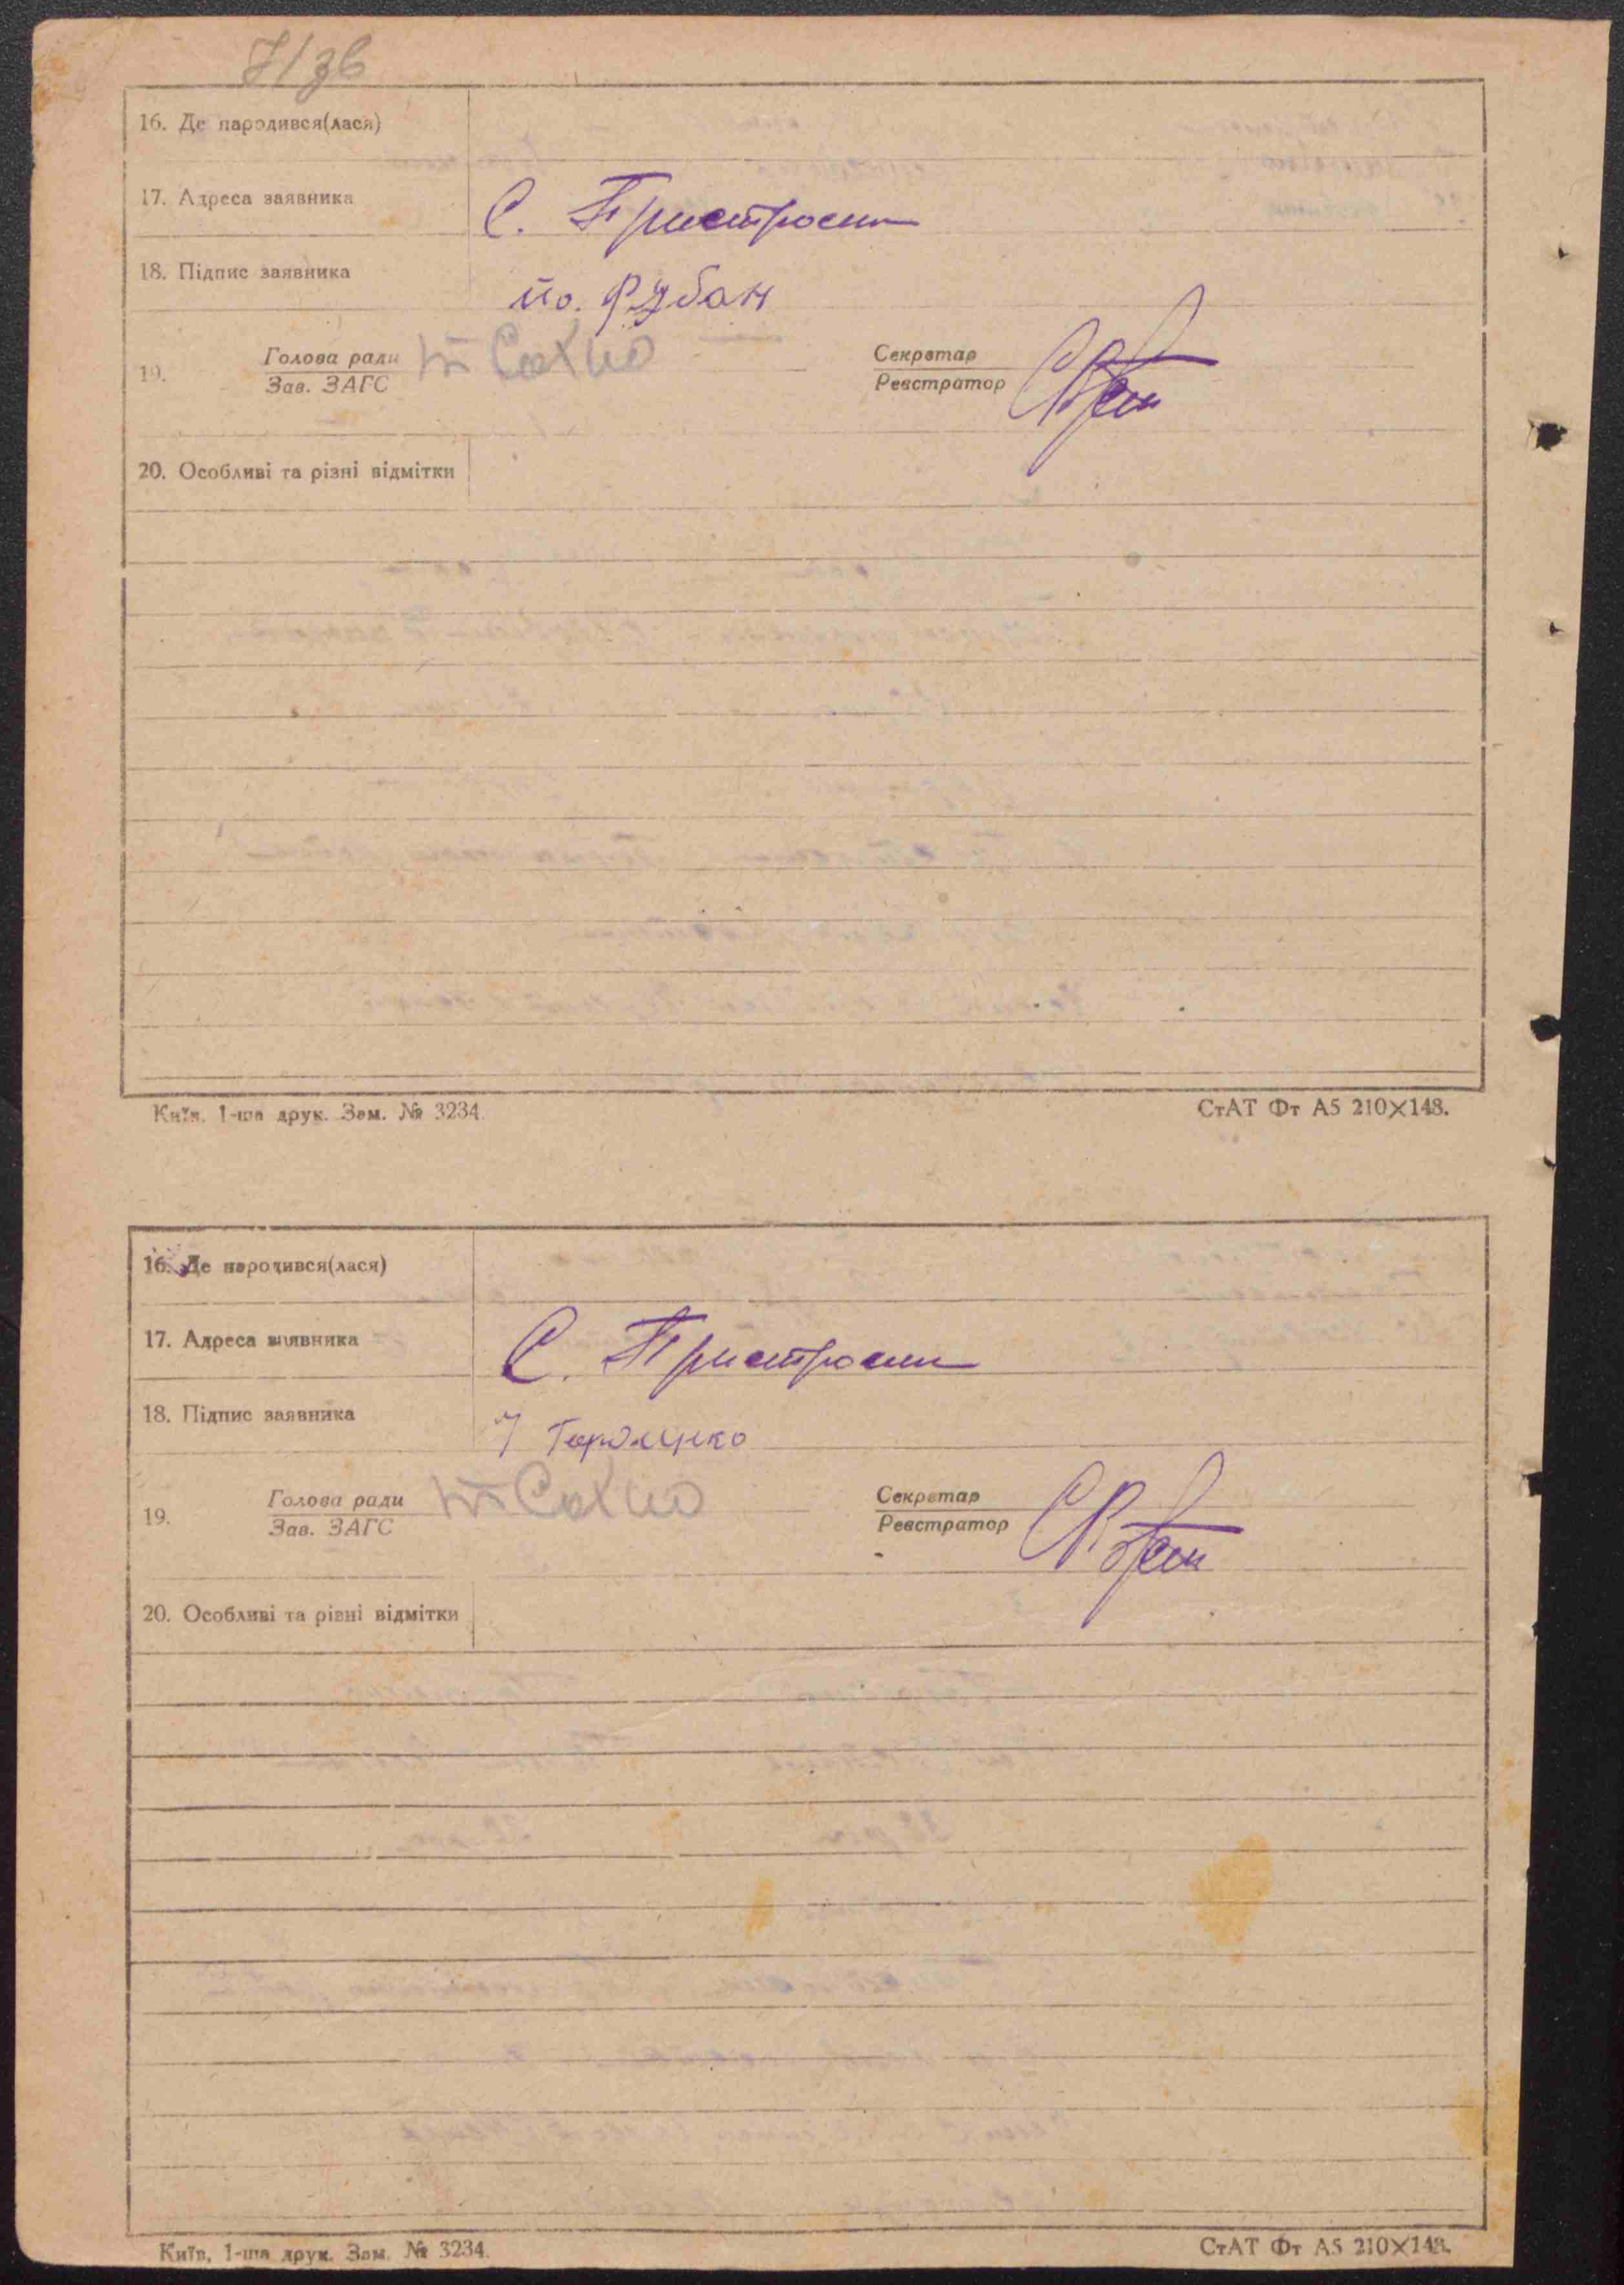 71зв
16. Де народився(лася)
17. Адреса заявника С. Пристроми
18. Підпис заявника Рубан
19. Голова ради Сахно Секретар
Зав. ЗАГС Реєстратор
20. Особливі та різні відмітки
Київ, 1-ша друк. Зам. № 3234. СтАТ Фт А5 210×148.
16. Де народився(лася)
17. Адреса заявника С. Пристроми
18. Підпис заявника
19. Голова ради Сахно Секретар
Зав. ЗАГС Реєстратор
20. Особливі та різні відмітки
Київ, 1-ша друк. Зам. № 3234. СтАТ Фт А5 210×148.